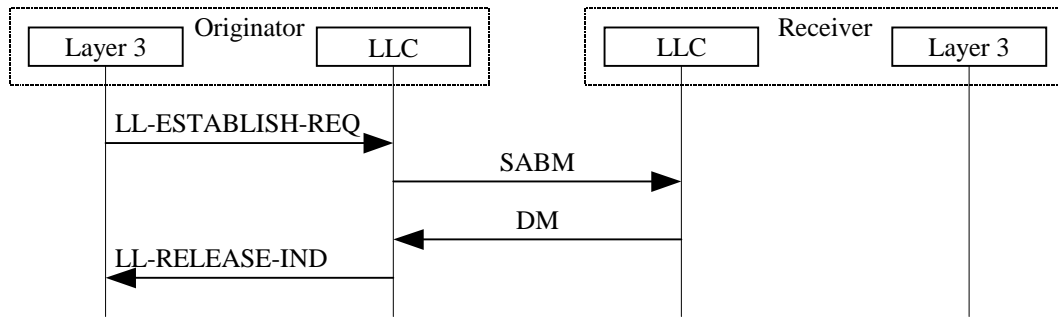 Originator
Receiver
Layer 3
LLC
LLC
Layer 3
LL-ESTABLISH-REQ
SABM
DM
LL-RELEASE-IND